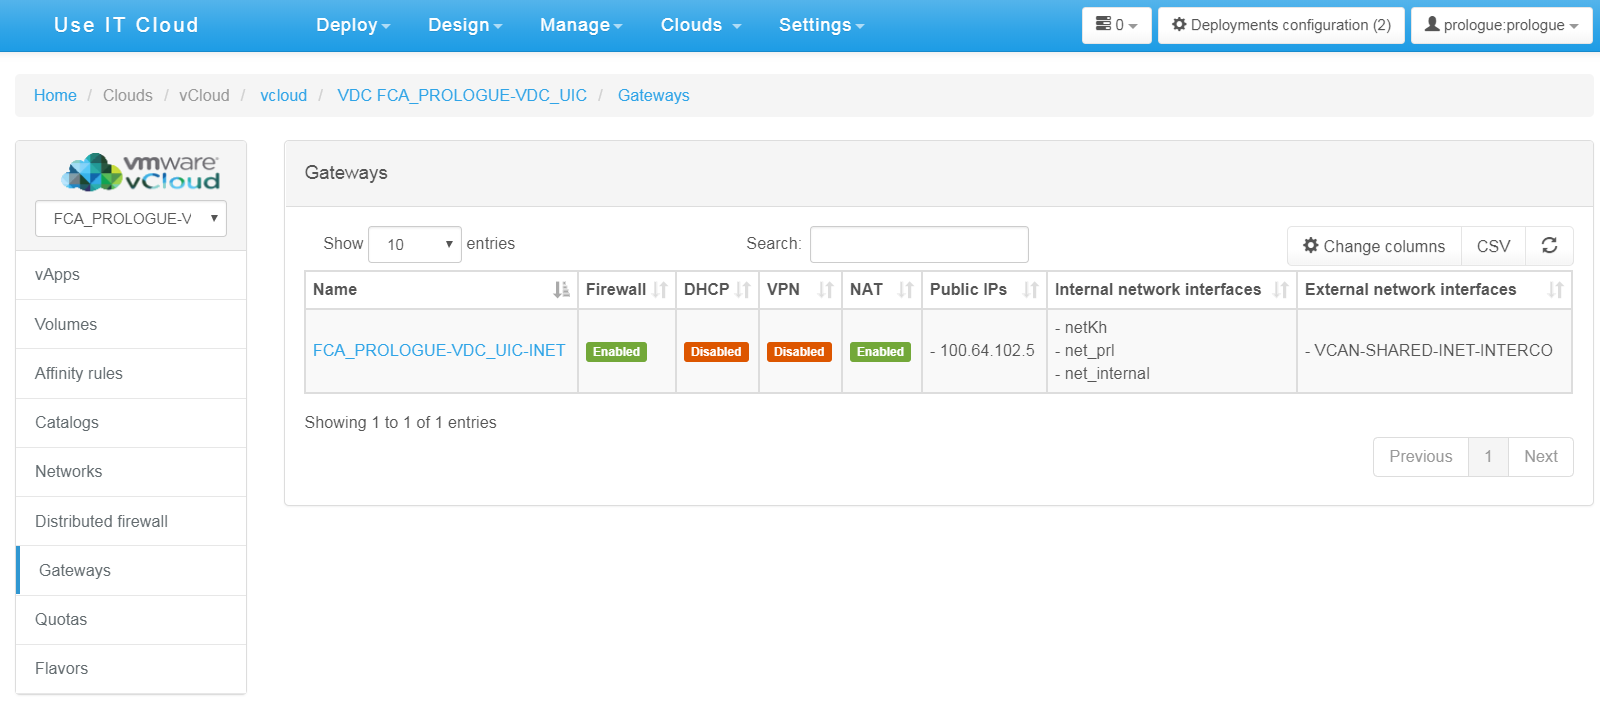 Use IT Cloud
Deploy
Design
Manage
Clouds
Settings
0
Deployments configuration (2)
prologue:prologue
Home / Clouds / vCloud / vcloud / VDC FCA_PROLOGUE-VDC_UIC / Gateways
vmware
vCloud
FCA_PROLOGUE-V
vApps
Volumes
Affinity rules
Catalogs
Networks
Distributed firewall
Gateways
Quotas
Flavors
Gateways
Show 10 entries
Search:
Change columns
CSV
Name Firewall DHCP VPN NAT Public IPs Internal network interfaces External network interfaces
FCA_PROLOGUE-VDC_UIC-INET Enabled Disabled Disabled Enabled - 100.64.102.5
- netKh
- net_prl
- net_internal
- VCAN-SHARED-INET-INTERCO
Showing 1 to 1 of 1 entries
Previous 1 Next